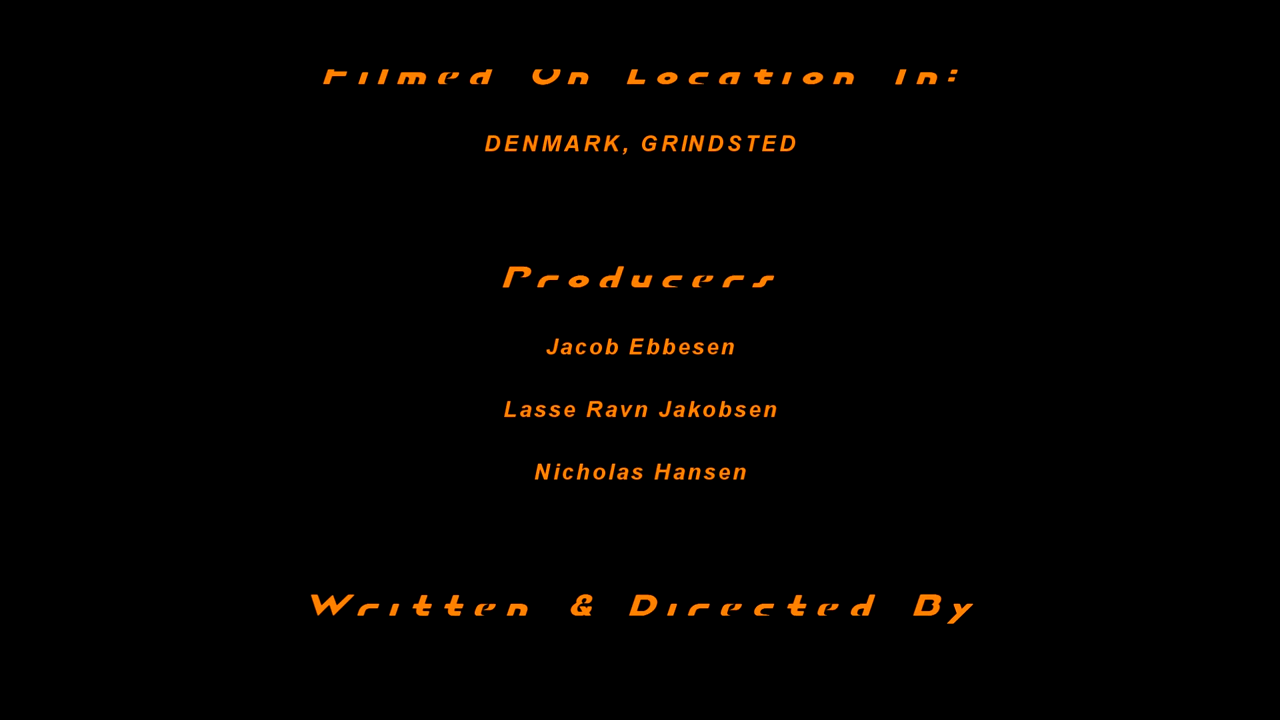 Filmed On Location In:
DENMARK, GRINDSTED
Producers
Jacob Ebbesen
Lasse Ravn Jakobsen
Nicholas Hansen
Written & Directed By